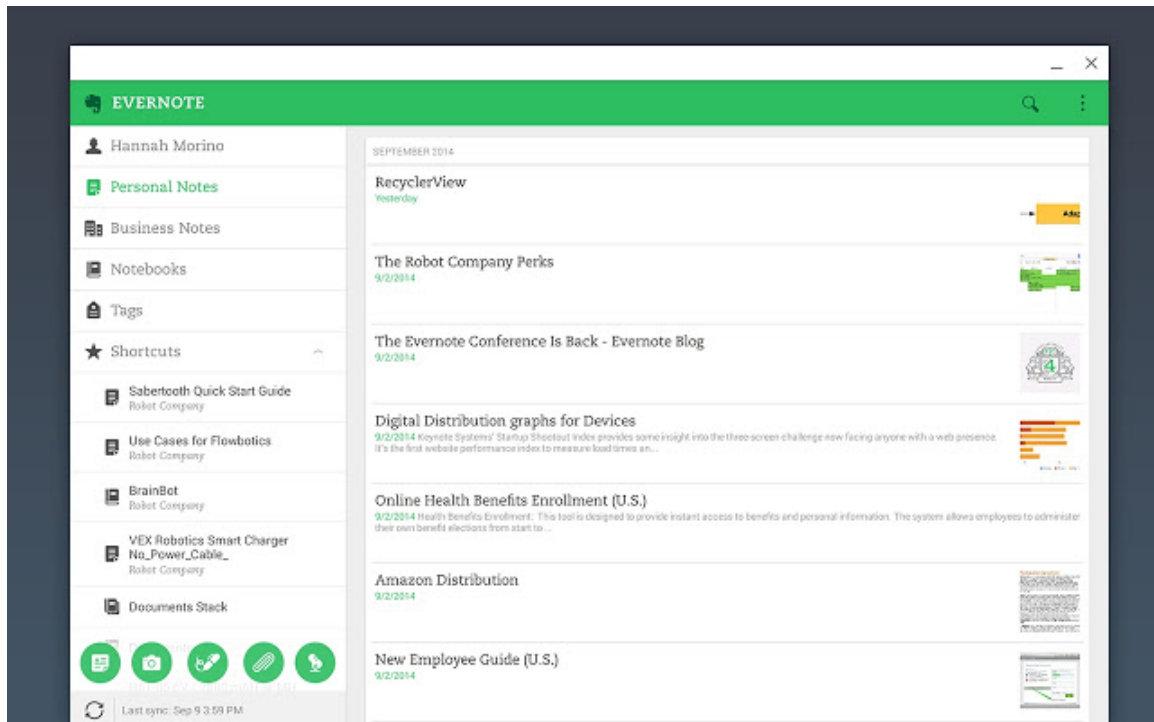 EVERNOTE
Hannah Morino
Personal Notes
Business Notes
Notebooks
Tags
Shortcuts
Sabertooth Quick Start Guide
Robot Company
Use Cases for Flowbotics
Robot Company
BrainBot
Robot Company
VEX Robotics Smart Charger
No_Power_Cable_
Robot Company
Documents Stack
Last sync: Sep 9 3:59 PM
SEPTEMBER 2014
RecyclerView
Yesterday
The Robot Company Perks
9/2/2014
The Evernote Conference Is Back - Evernote Blog
9/2/2014
4
Digital Distribution graphs for Devices
9/2/2014 Keynote Systems' Startup Shootout Index provides some insight into the three-screen challenge now facing anyone with a web presence.
It's the first website performance index to measure load times an...
Online Health Benefits Enrollment (U.S.)
9/2/2014 Health Benefits Enrollment: This tool is designed to provide instant access to benefits and personal information. The system allows employees to administer
their own benefit elections from start to...
Amazon Distribution
9/2/2014
New Employee Guide (U.S.)
9/2/2014